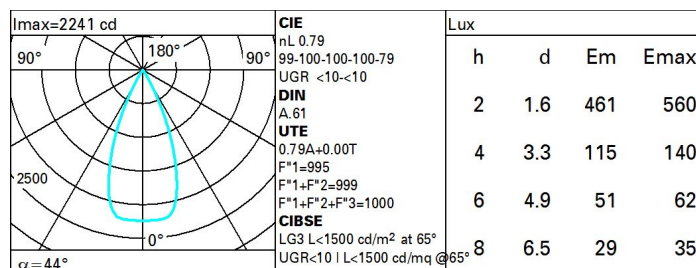 Imax=2241 cd
90°
180°
90°
2500
0°
α=44°
CIE
nL 0.79
99-100-100-100-79
UGR <10-<10
DIN
A.61
UTE
0.79A+0.00T
F"1=995
F"1+F"2=999
F"1+F"2+F"3=1000
CIBSE
LG3 L<1500 cd/m² at 65°
UGR<10 | L<1500 cd/mq @65°
Lux
h d Em Emax
2 1.6 461 560
4 3.3 115 140
6 4.9 51 62
8 6.5 29 35